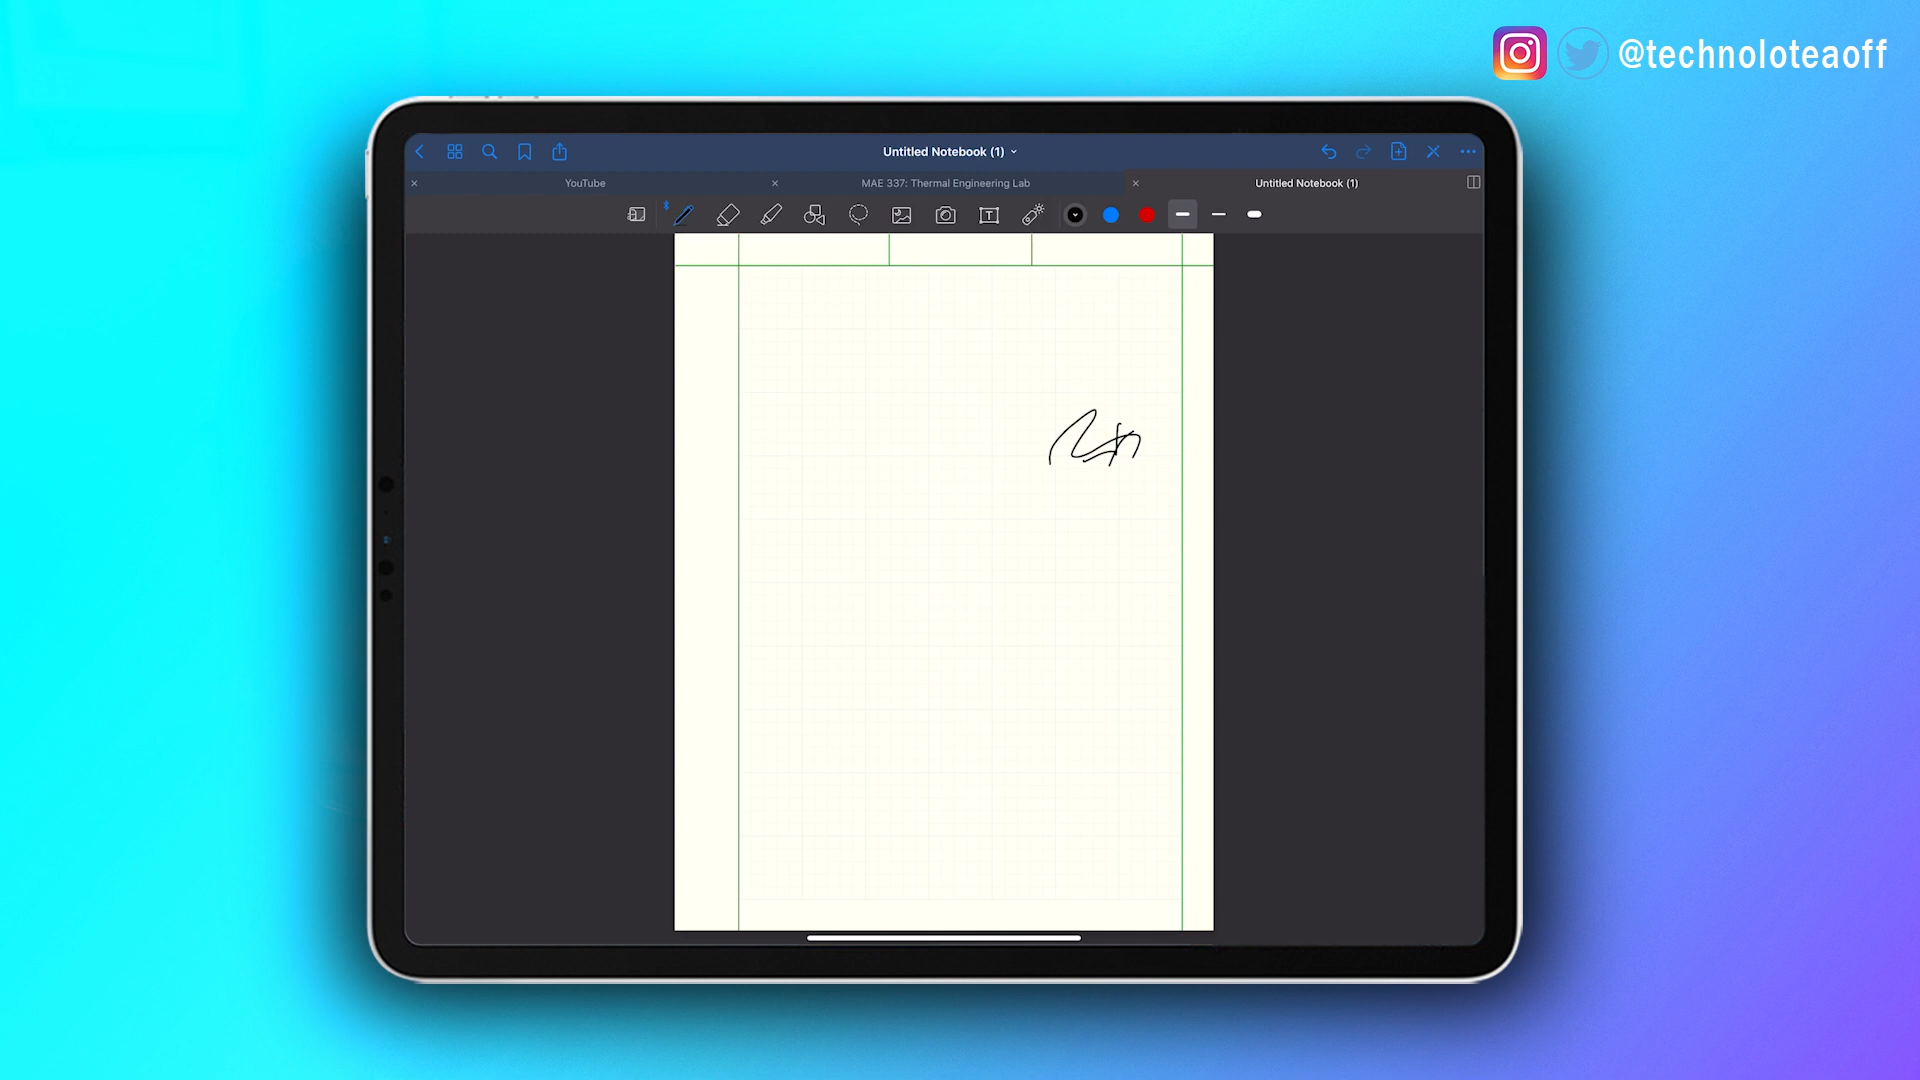 @technoloteaoff
Untitled Notebook (1)
YouTube
MAE 337: Thermal Engineering Lab
Untitled Notebook (1)
T